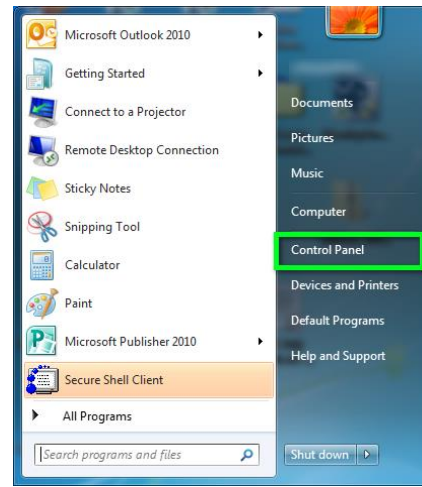 Microsoft Outlook 2010
Getting Started
Connect to a Projector
Remote Desktop Connection
Sticky Notes
Snipping Tool
Calculator
Paint
Microsoft Publisher 2010
Secure Shell Client
All Programs
Search programs and files
Documents
Pictures
Music
Computer
Control Panel
Devices and Printers
Default Programs
Help and Support
Shut down